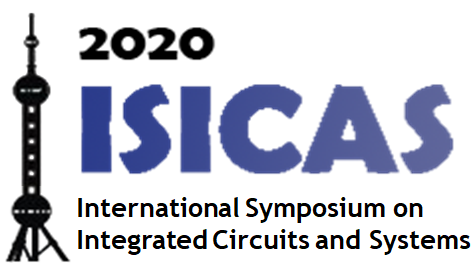 2020
ISICAS
International Symposium on
Integrated Circuits and Systems